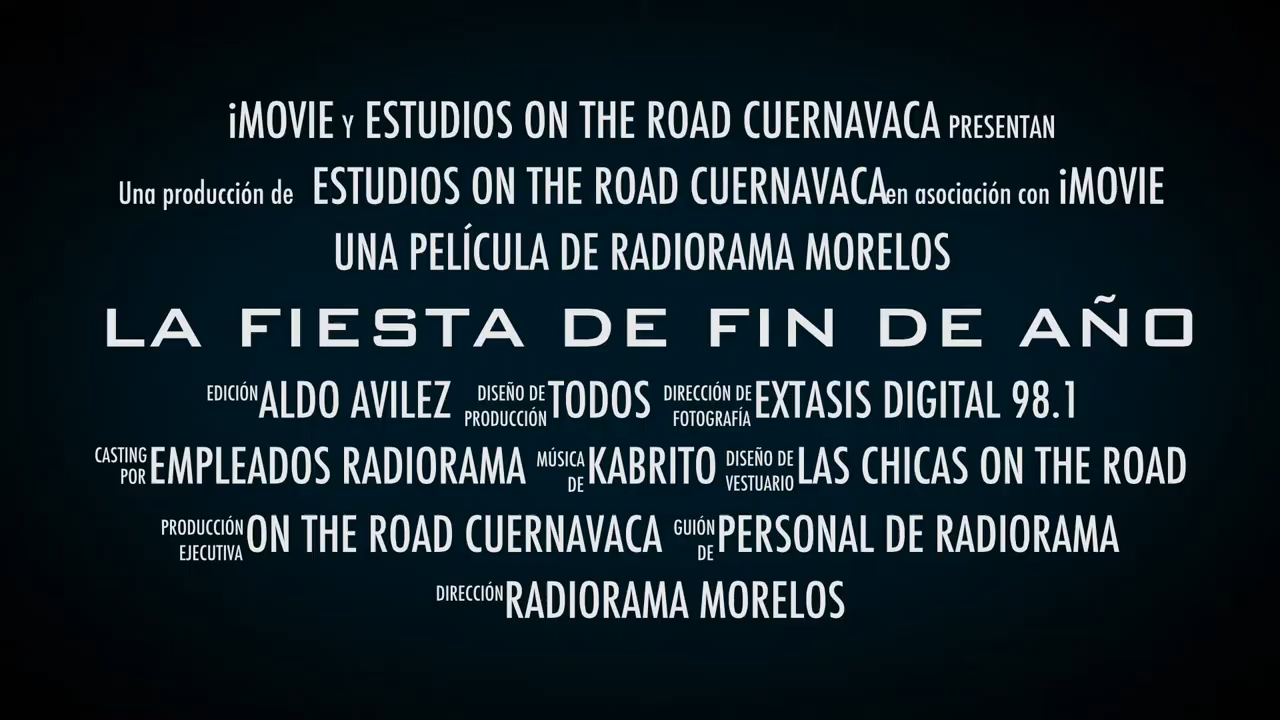 iMOVIE Y ESTUDIOS ON THE ROAD CUERNAVACA PRESENTAN
Una producción de ESTUDIOS ON THE ROAD CUERNAVACA en asociación con iMOVIE
UNA PELÍCULA DE RADIORAMA MORELOS
LA FIESTA DE FIN DE AÑO
EDICIÓN ALDO AVILEZ DISEÑO DE PRODUCCIÓN TODOS DIRECCIÓN DE FOTOGRAFÍA EXTASIS DIGITAL 98.1
CASTING POR EMPLEADOS RADIORAMA MÚSICA DE KABRITO DISEÑO DE VESTUARIO LAS CHICAS ON THE ROAD
PRODUCCIÓN EJECUTIVA ON THE ROAD CUERNAVACA GUIÓN DE PERSONAL DE RADIORAMA
DIRECCIÓN RADIORAMA MORELOS